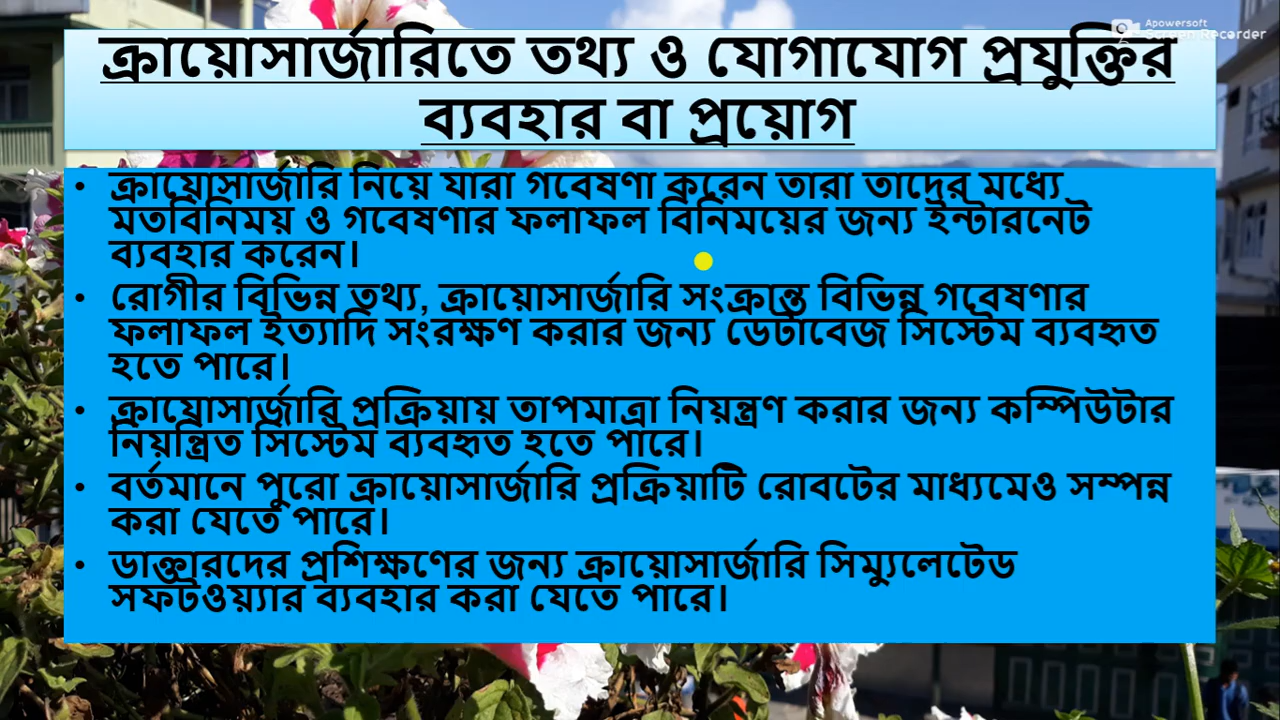 Apowersoft
Screen Recorder
ক্রায়োসার্জারিতে তথ্য ও যোগাযোগ প্রযুক্তির
ব্যবহার বা প্রয়োগ
• ক্রায়োসার্জারি নিয়ে যারা গবেষণা করেন তারা তাদের মধ্যে
মতবিনিময় ও গবেষণার ফলাফল বিনিময়ের জন্য ইন্টারনেট
ব্যবহার করেন।
• রোগীর বিভিন্ন তথ্য, ক্রায়োসার্জারি সংক্রান্ত বিভিন্ন গবেষণার
ফলাফল ইত্যাদি সংরক্ষণ করার জন্য ডেটাবেজ সিস্টেম ব্যবহৃত
হতে পারে।
• ক্রায়োসার্জারি প্রক্রিয়ায় তাপমাত্রা নিয়ন্ত্রণ করার জন্য কম্পিউটার
নিয়ন্ত্রিত সিস্টেম ব্যবহৃত হতে পারে।
• বর্তমানে পুরো ক্রায়োসার্জারি প্রক্রিয়াটি রোবটের মাধ্যমেও সম্পন্ন
করা যেতে পারে।
• ডাক্তারদের প্রশিক্ষণের জন্য ক্রায়োসার্জারি সিম্যুলেটেড
সফটওয়্যার ব্যবহার করা যেতে পারে।